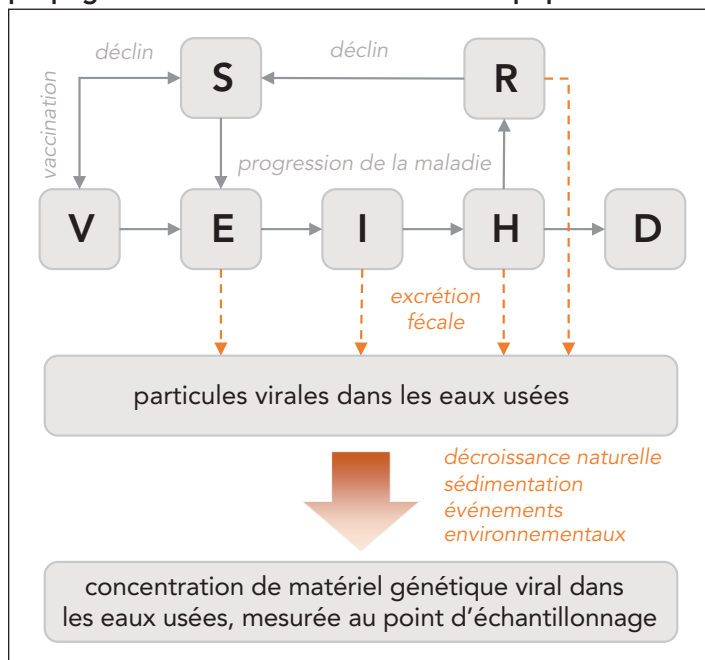 déclin
déclin
S
R
vaccination
progression de la maladie
V
E
I
H
D
excrétion
fécale
particules virales dans les eaux usées
décroissance naturelle
sédimentation
événements
environnementaux
concentration de matériel génétique viral dans
les eaux usées, mesurée au point d'échantillonnage